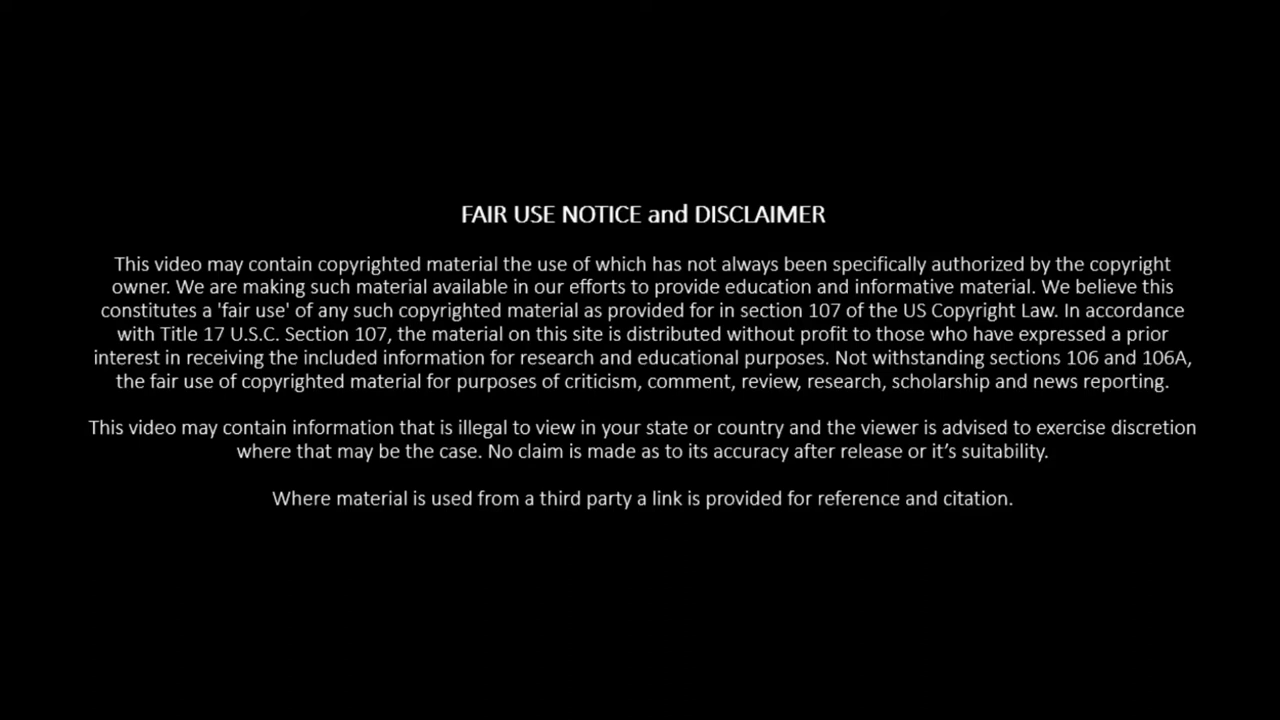 FAIR USE NOTICE and DISCLAIMER
This video may contain copyrighted material the use of which has not always been specifically authorized by the copyright
owner. We are making such material available in our efforts to provide education and informative material. We believe this
constitutes a 'fair use' of any such copyrighted material as provided for in section 107 of the US Copyright Law. In accordance
with Title 17 U.S.C. Section 107, the material on this site is distributed without profit to those who have expressed a prior
interest in receiving the included information for research and educational purposes. Not withstanding sections 106 and 106A,
the fair use of copyrighted material for purposes of criticism, comment, review, research, scholarship and news reporting.
This video may contain information that is illegal to view in your state or country and the viewer is advised to exercise discretion
where that may be the case. No claim is made as to its accuracy after release or it’s suitability.
Where material is used from a third party a link is provided for reference and citation.